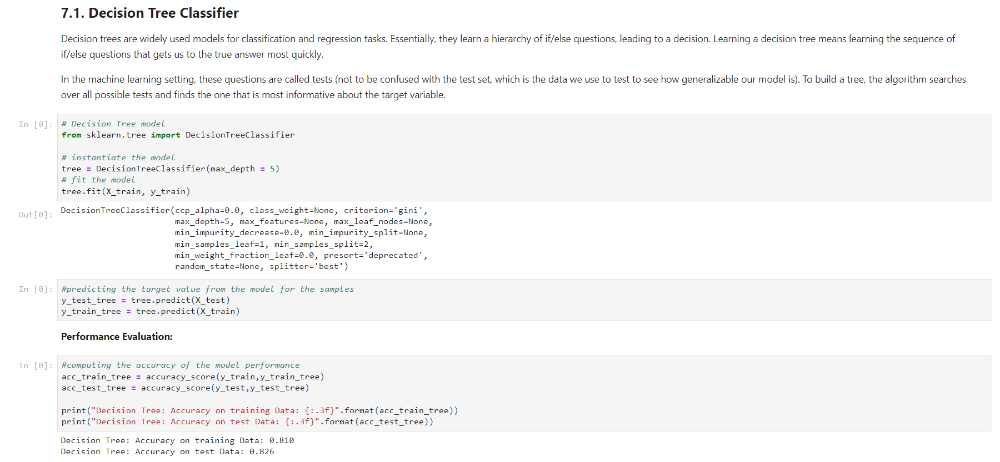 7.1. Decision Tree Classifier
Decision trees are widely used models for classification and regression tasks. Essentially, they learn a hierarchy of if/else questions, leading to a decision. Learning a decision tree means learning the sequence of
if/else questions that gets us to the true answer most quickly.
In the machine learning setting, these questions are called tests (not to be confused with the test set, which is the data we use to test to see how generalizable our model is). To build a tree, the algorithm searches
over all possible tests and finds the one that is most informative about the target variable.
In [0]:
# Decision Tree model
from sklearn.tree import DecisionTreeClassifier
# instantiate the model
tree = DecisionTreeClassifier(max_depth = 5)
# fit the model
tree.fit(X_train, y_train)
Out[0]:
DecisionTreeClassifier(ccp_alpha=0.0, class_weight=None, criterion='gini',
max_depth=5, max_features=None, max_leaf_nodes=None,
min_impurity_decrease=0.0, min_impurity_split=None,
min_samples_leaf=1, min_samples_split=2,
min_weight_fraction_leaf=0.0, presort='deprecated',
random_state=None, splitter='best')
In [0]:
#predicting the target value from the model for the samples
y_test_tree = tree.predict(X_test)
y_train_tree = tree.predict(X_train)
Performance Evaluation:
In [0]:
#computing the accuracy of the model performance
acc_train_tree = accuracy_score(y_train,y_train_tree)
acc_test_tree = accuracy_score(y_test,y_test_tree)
print("Decision Tree: Accuracy on training Data: {:.3f}".format(acc_train_tree))
print("Decision Tree: Accuracy on test Data: {:.3f}".format(acc_test_tree))
Decision Tree: Accuracy on training Data: 0.810
Decision Tree: Accuracy on test Data: 0.826